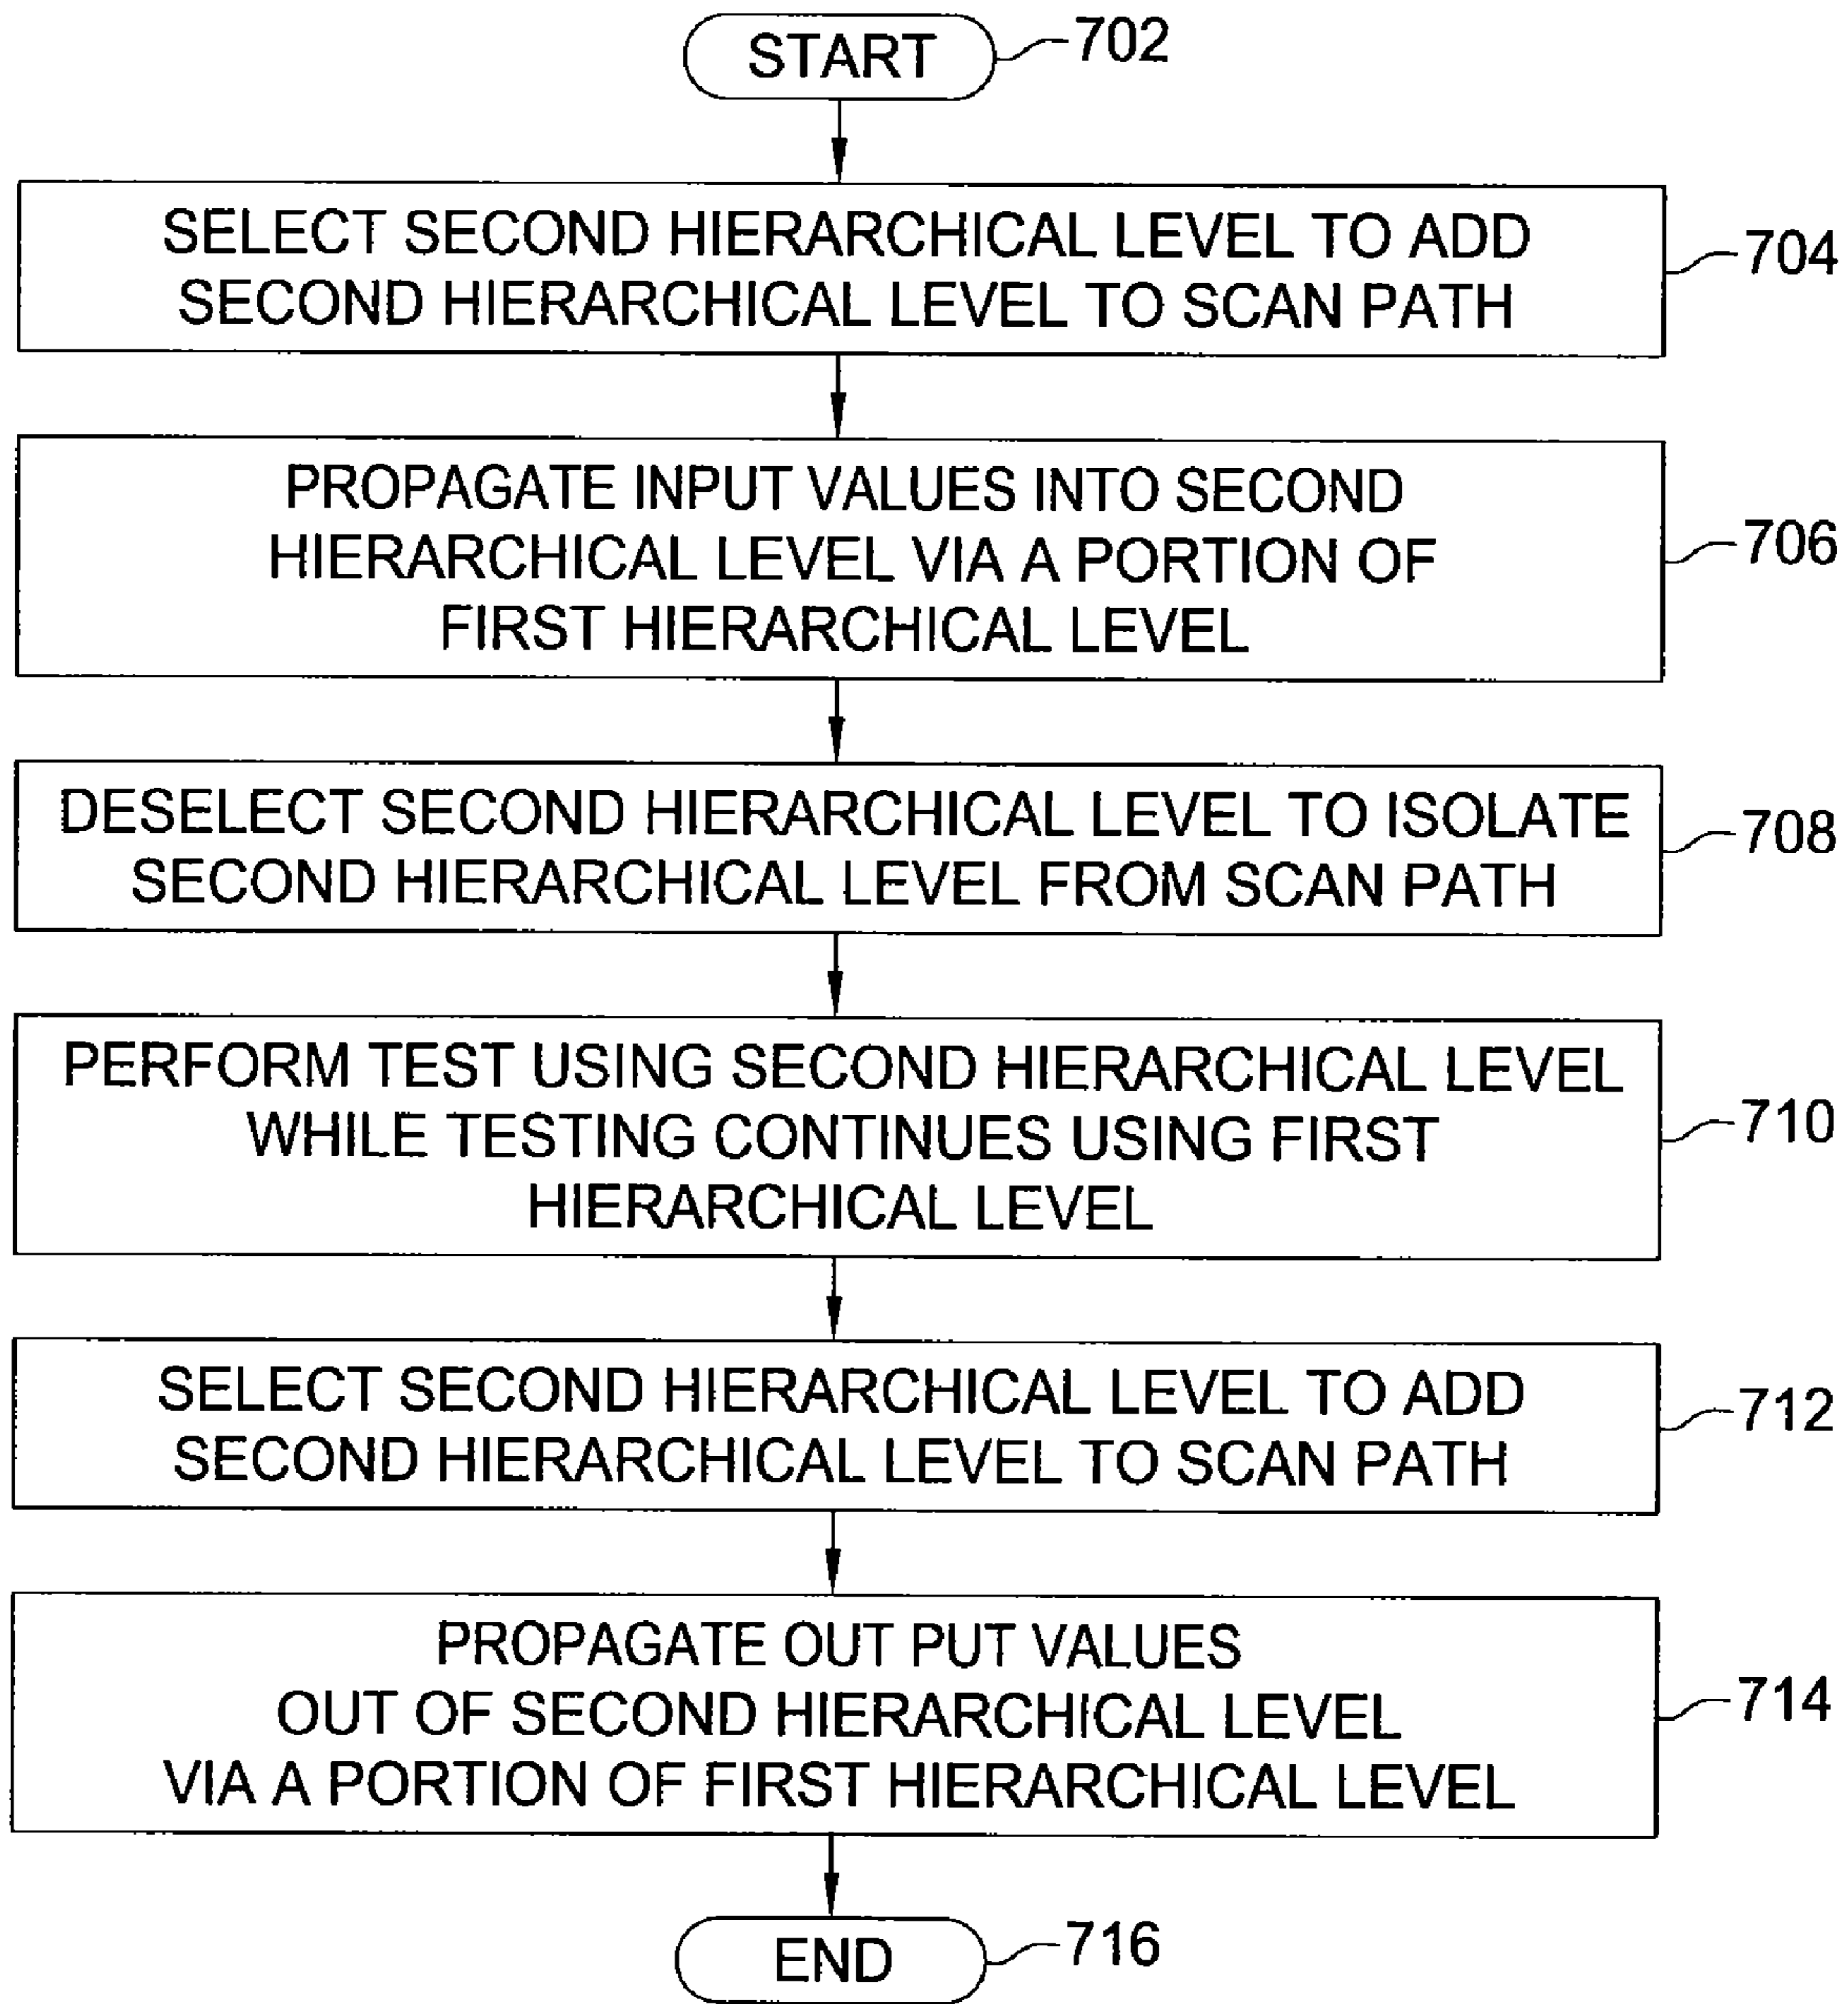 START
702
SELECT SECOND HIERARCHICAL LEVEL TO ADD
SECOND HIERARCHICAL LEVEL TO SCAN PATH
704
PROPAGATE INPUT VALUES INTO SECOND
HIERARCHICAL LEVEL VIA A PORTION OF
FIRST HIERARCHICAL LEVEL
706
DESELECT SECOND HIERARCHICAL LEVEL TO ISOLATE
SECOND HIERARCHICAL LEVEL FROM SCAN PATH
708
PERFORM TEST USING SECOND HIERARCHICAL LEVEL
WHILE TESTING CONTINUES USING FIRST
HIERARCHICAL LEVEL
710
SELECT SECOND HIERARCHICAL LEVEL TO ADD
SECOND HIERARCHICAL LEVEL TO SCAN PATH
712
PROPAGATE OUT PUT VALUES
OUT OF SECOND HIERARCHICAL LEVEL
VIA A PORTION OF FIRST HIERARCHICAL LEVEL
714
END
716